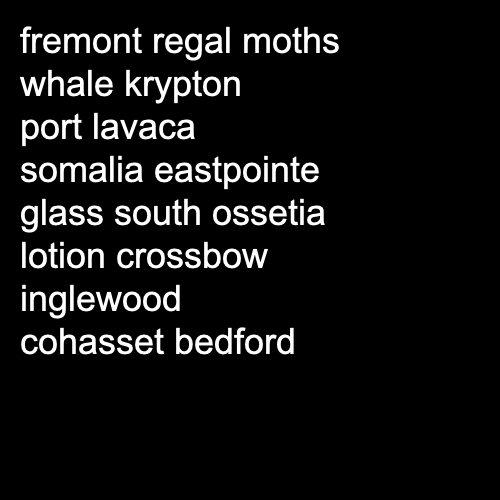 fremont regal moths
whale krypton
port lavaca
somalia eastpointe
glass south ossetia
lotion crossbow
inglewood
cohasset bedford